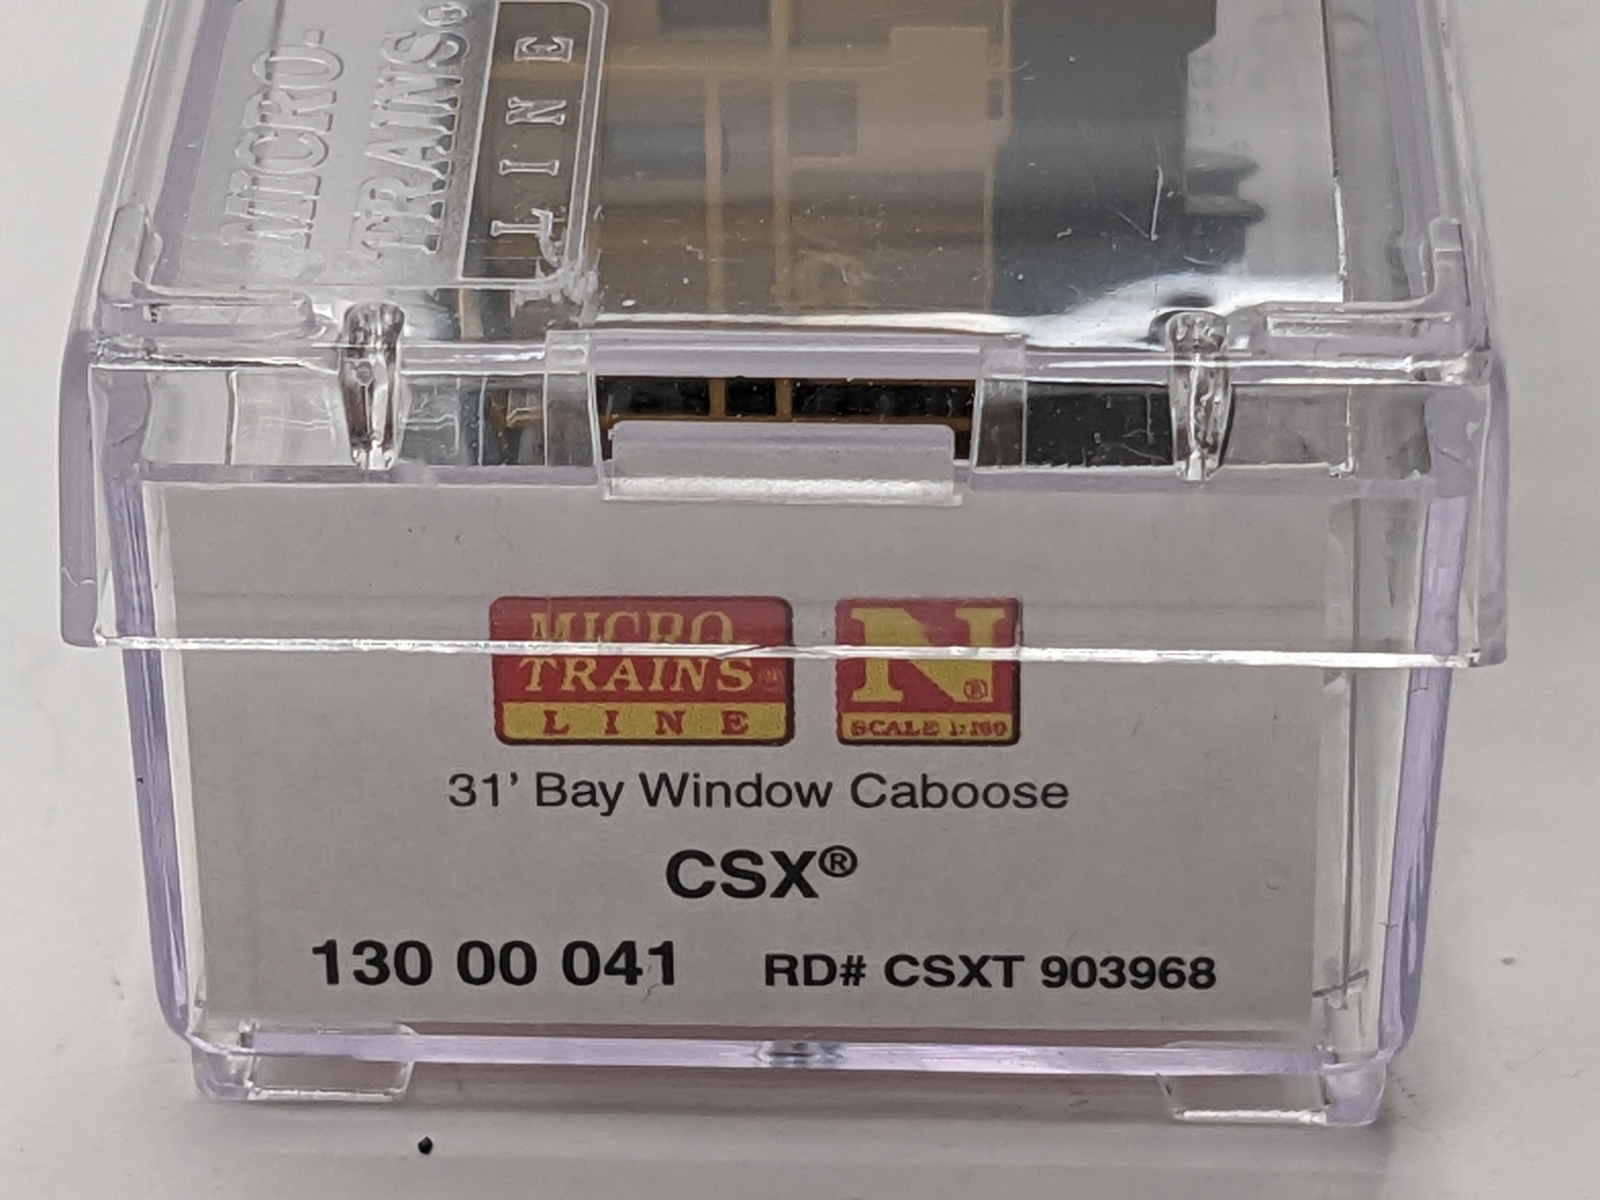 MICRO-
TRAINS®
LINE
MICRO-
TRAINS®
LINE
N®
SCALE 1:160
31' Bay Window Caboose
CSX®
130 00 041 RD# CSXT 903968